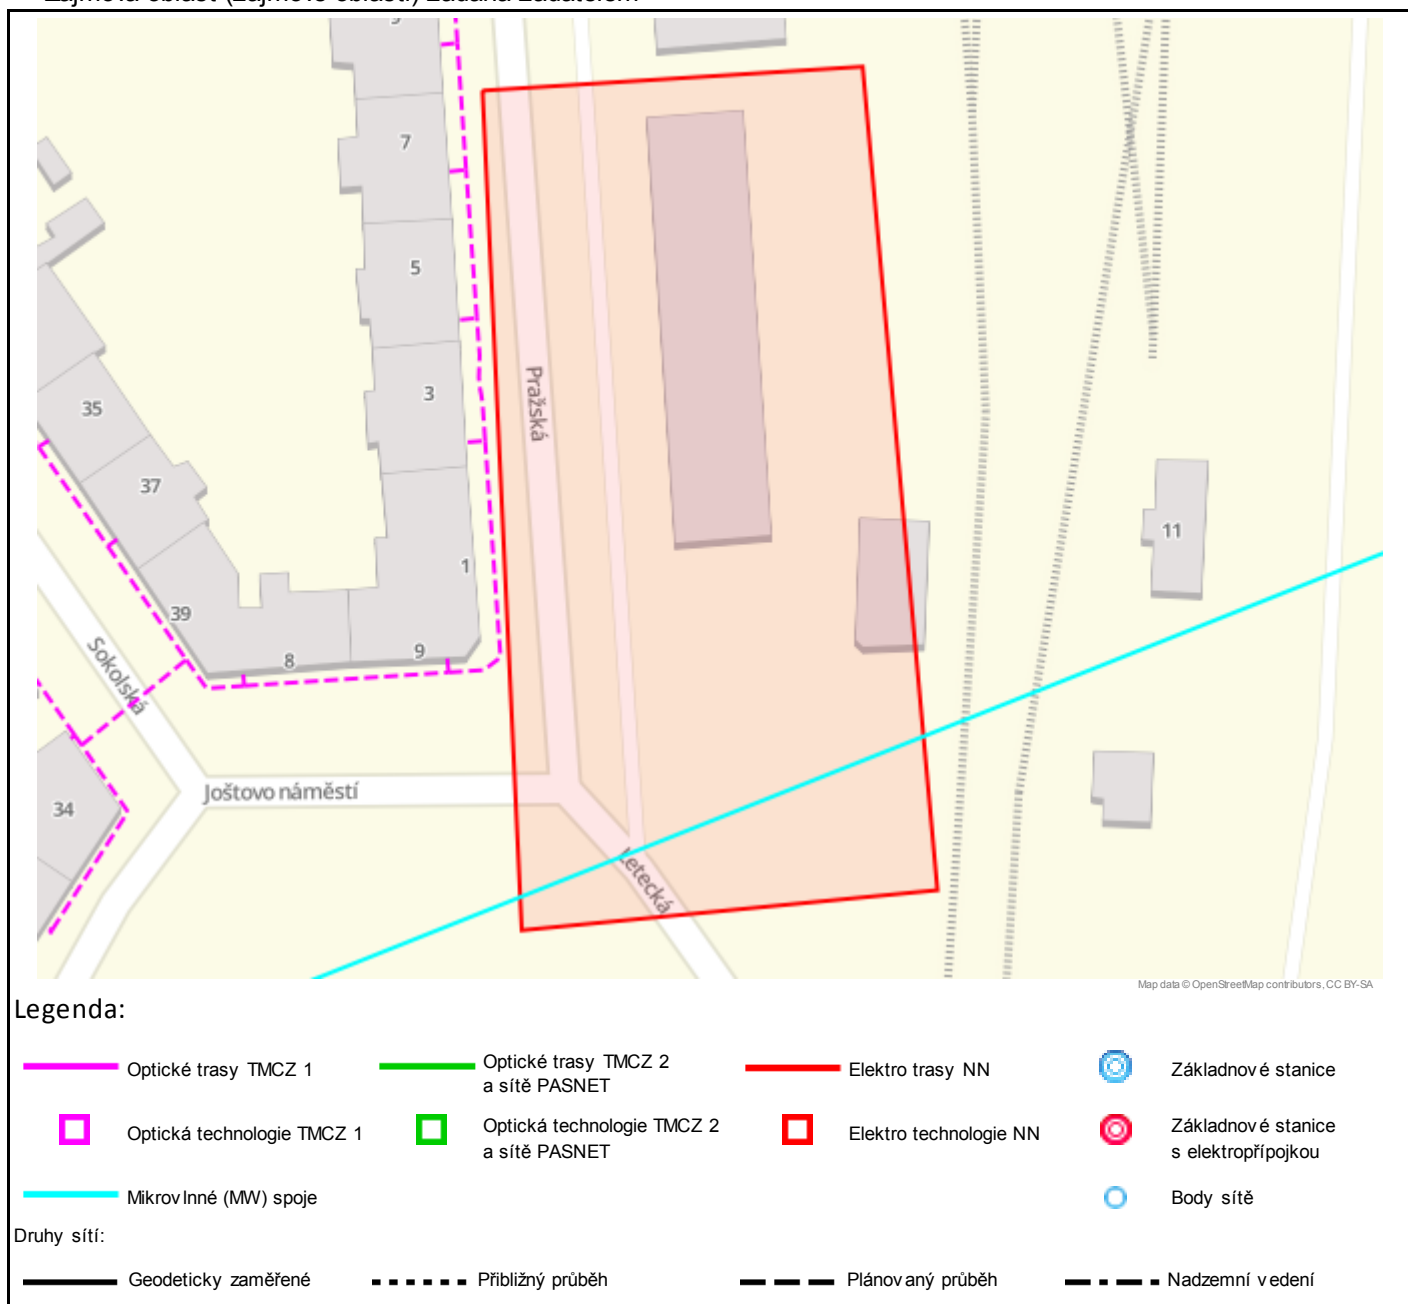 7
5
3
1
9
8
35
37
39
34
11
Pražská
Sokolská
Joštovo náměstí
Letecká
Map data © OpenStreetMap contributors, CC BY-SA
Legenda:
Optické trasy TMCZ 1
Optické trasy TMCZ 2
a sítě PASNET
Elektro trasy NN
Základnové stanice
Optická technologie TMCZ 1
Optická technologie TMCZ 2
a sítě PASNET
Elektro technologie NN
Základnové stanice
s elektropřípojkou
Mikrovlnné (MW) spoje
Body sítě
Druhy sítí:
Geodeticky zaměřené
Přibližný průběh
Plánovaný průběh
Nadzemní vedení